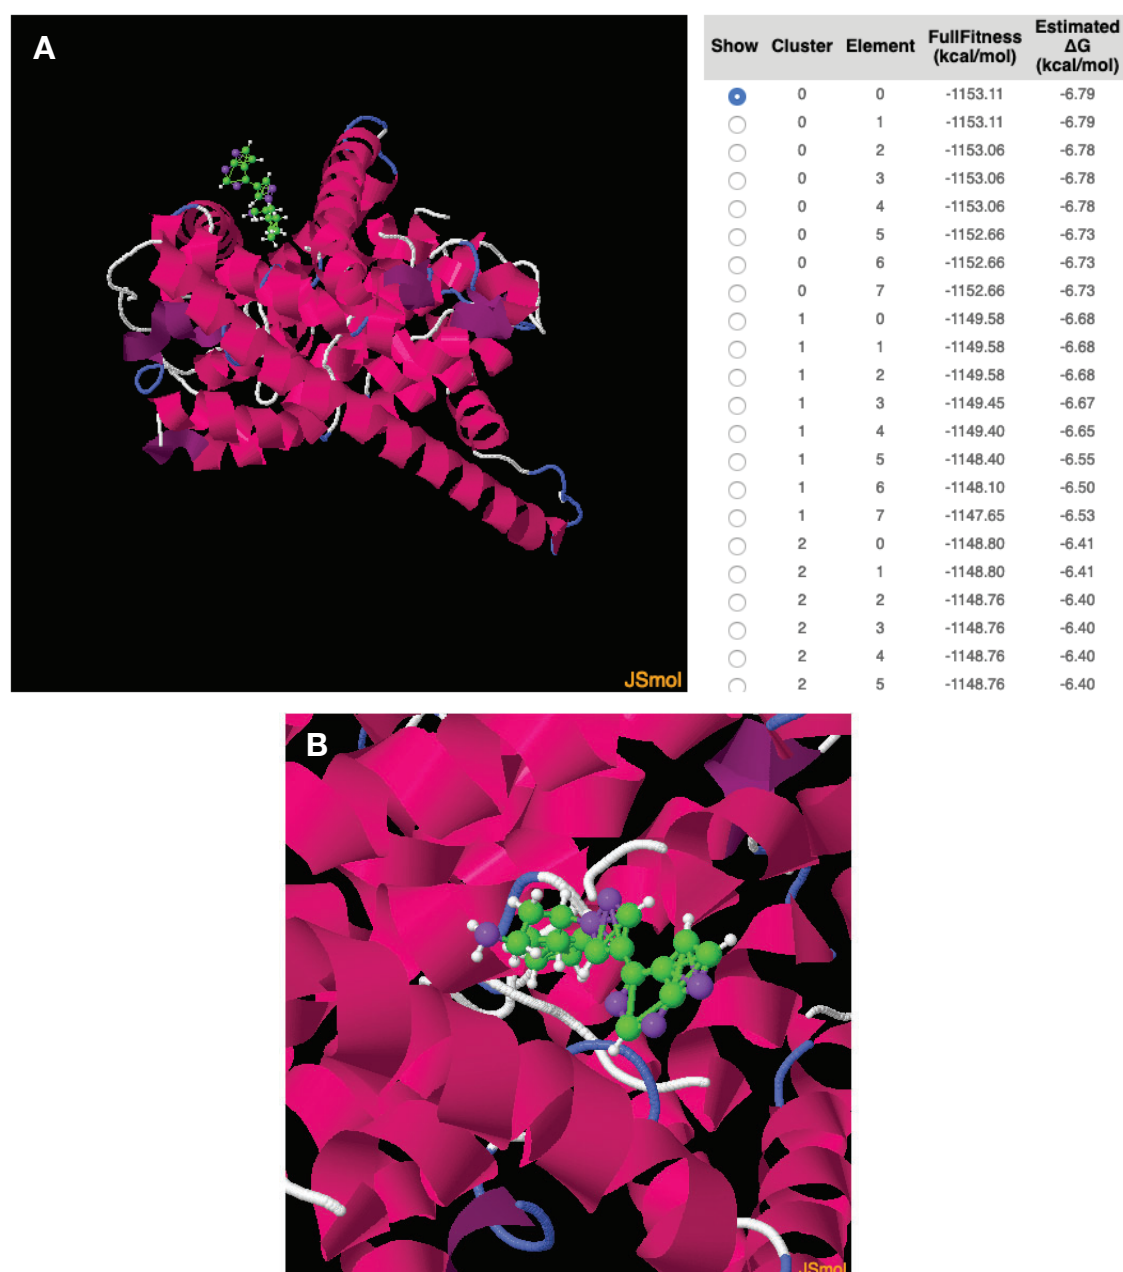 A
JSmol
Show Cluster Element FullFitness (kcal/mol) Estimated ΔG (kcal/mol)
0 0 -1153.11 -6.79
0 1 -1153.11 -6.79
0 2 -1153.06 -6.78
0 3 -1153.06 -6.78
0 4 -1153.06 -6.78
0 5 -1152.66 -6.73
0 6 -1152.66 -6.73
0 7 -1152.66 -6.73
1 0 -1149.58 -6.68
1 1 -1149.58 -6.68
1 2 -1149.58 -6.68
1 3 -1149.45 -6.67
1 4 -1149.40 -6.65
1 5 -1148.40 -6.55
1 6 -1148.10 -6.50
1 7 -1147.65 -6.53
2 0 -1148.80 -6.41
2 1 -1148.80 -6.41
2 2 -1148.76 -6.40
2 3 -1148.76 -6.40
2 4 -1148.76 -6.40
2 5 -1148.76 -6.40
B
JSmol